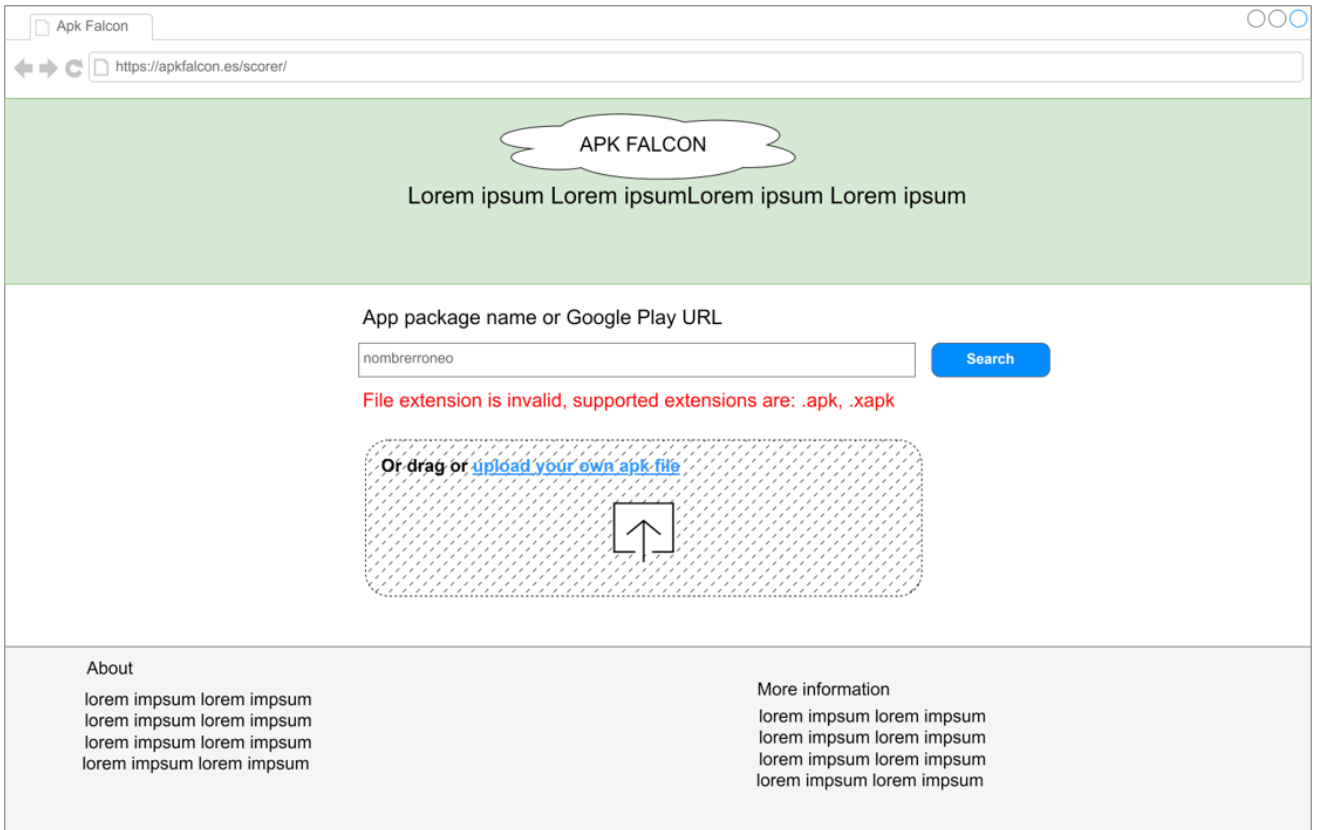 Apk Falcon
https://apkfalcon.es/scorer/
APK FALCON
Lorem ipsum Lorem ipsumLorem ipsum Lorem ipsum
App package name or Google Play URL
nombrerroneo
Search
File extension is invalid, supported extensions are: .apk, .xapk
Or drag or upload your own apk file
About
lorem impsum lorem impsum
lorem impsum lorem impsum
lorem impsum lorem impsum
lorem impsum lorem impsum
More information
lorem impsum lorem impsum
lorem impsum lorem impsum
lorem impsum lorem impsum
lorem impsum lorem impsum